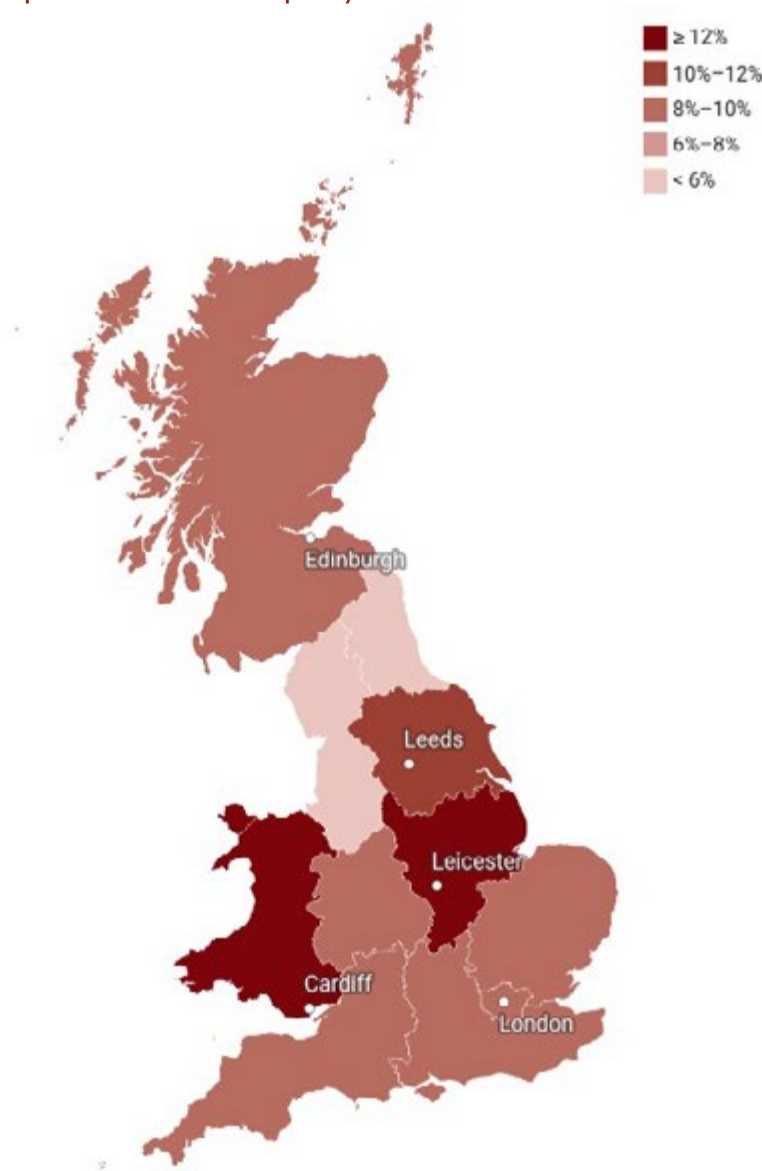 ≥ 12%
10%–12%
8%–10%
6%–8%
< 6%
Edinburgh
Leeds
Leicester
Cardiff
London